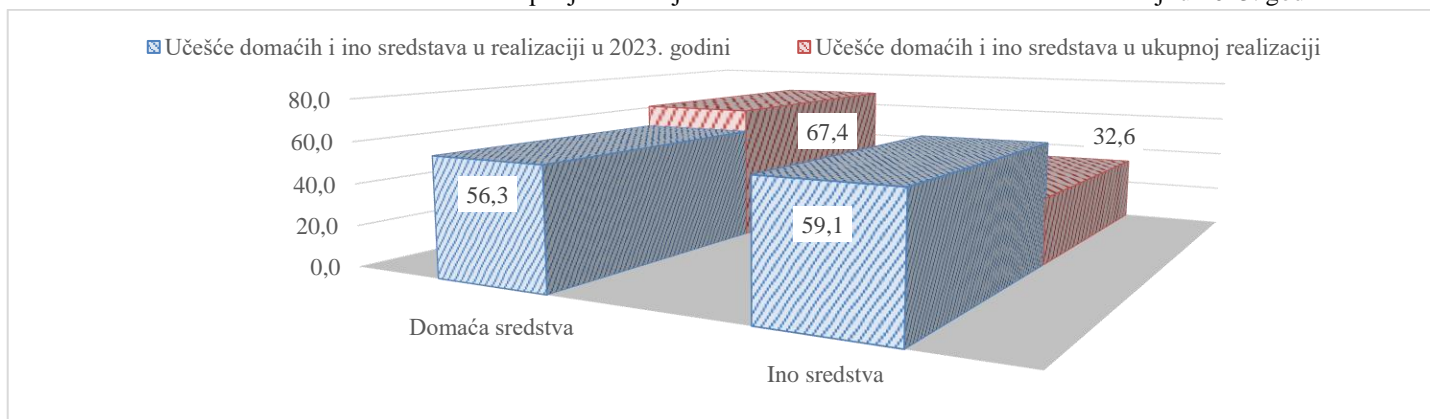 Učešće domaćih i ino sredstava u realizaciji u 2023. godini
Učešće domaćih i ino sredstava u ukupnoj realizaciji
80,0
60,0
40,0
20,0
0,0
67,4
32,6
56,3
59,1
Domaća sredstva
Ino sredstva